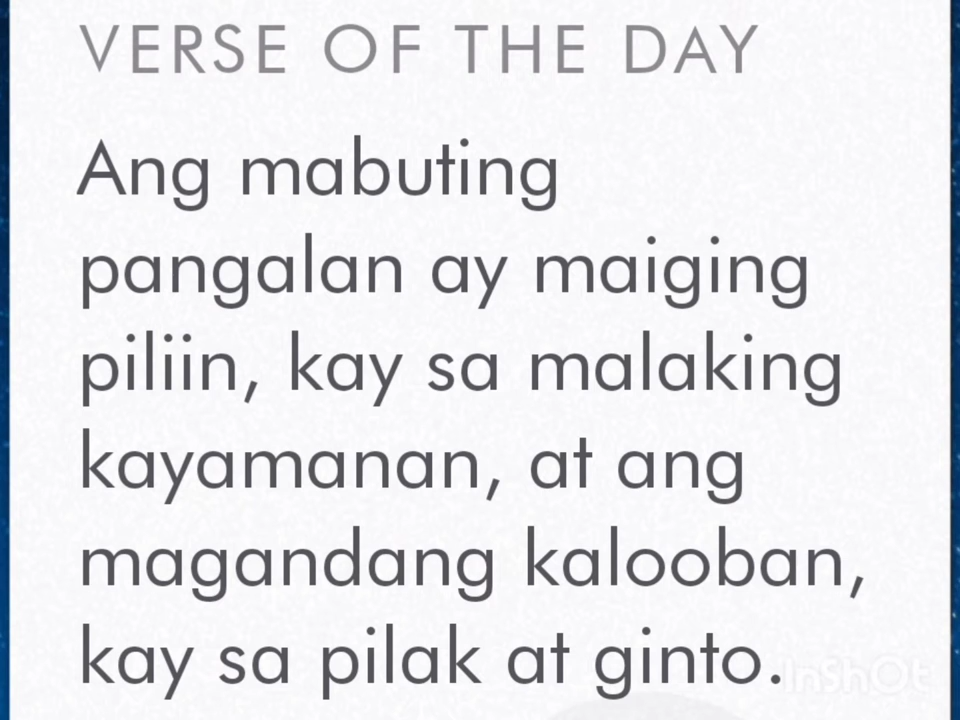 VERSE OF THE DAY
Ang mabuting
pangalan ay maiging
piliin, kay sa malaking
kayamanan, at ang
magandang kalooban,
kay sa pilak at ginto.
InShOt